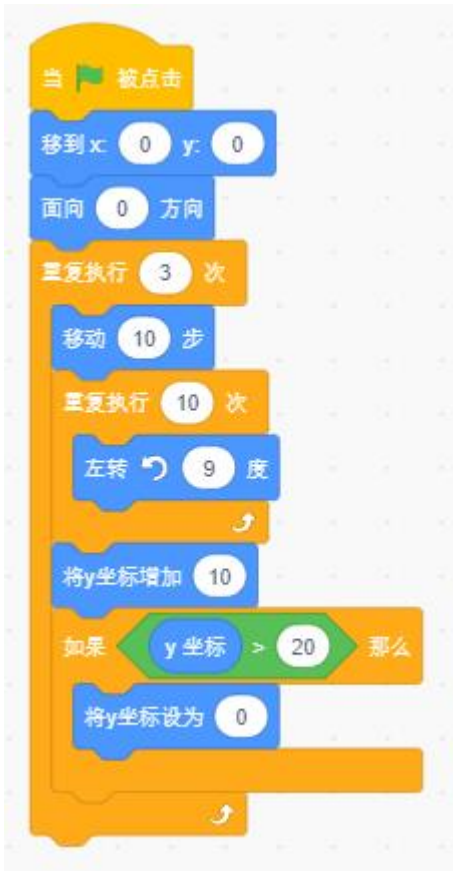 当 被点击
移到 x: 0 y: 0
面向 0 方向
重复执行 3 次
移动 10 步
重复执行 10 次
左转 9 度
将y坐标增加 10
如果 y 坐标 > 20 那么
将y坐标设为 0